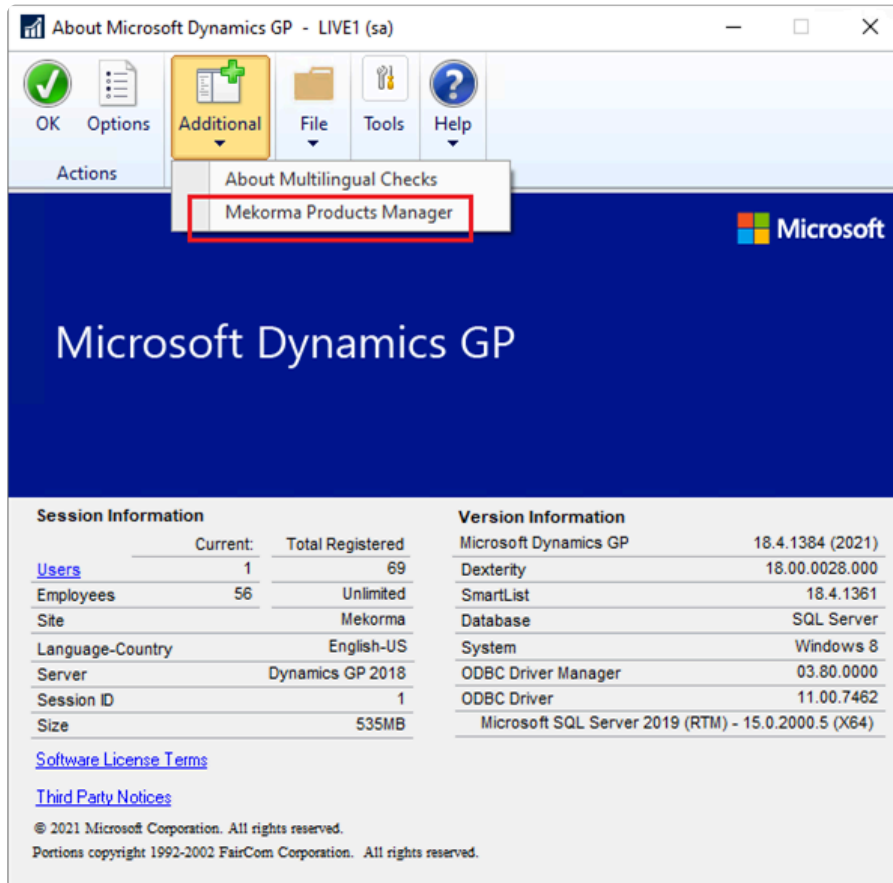 About Microsoft Dynamics GP - LIVE1 (sa)
OK Options Additional File Tools Help
Actions
About Multilingual Checks
Mekorma Products Manager
Microsoft
Microsoft Dynamics GP
Session Information
Current: Total Registered
Users 1 69
Employees 56 Unlimited
Site Mekorma
Language-Country English-US
Server Dynamics GP 2018
Session ID 1
Size 535MB
Version Information
Microsoft Dynamics GP 18.4.1384 (2021)
Dexterity 18.00.0028.000
SmartList 18.4.1361
Database SQL Server
System Windows 8
ODBC Driver Manager 03.80.0000
ODBC Driver 11.00.7462
Microsoft SQL Server 2019 (RTM) - 15.0.2000.5 (X64)
Software License Terms
Third Party Notices
© 2021 Microsoft Corporation. All rights reserved.
Portions copyright 1992-2002 FairCom Corporation. All rights reserved.